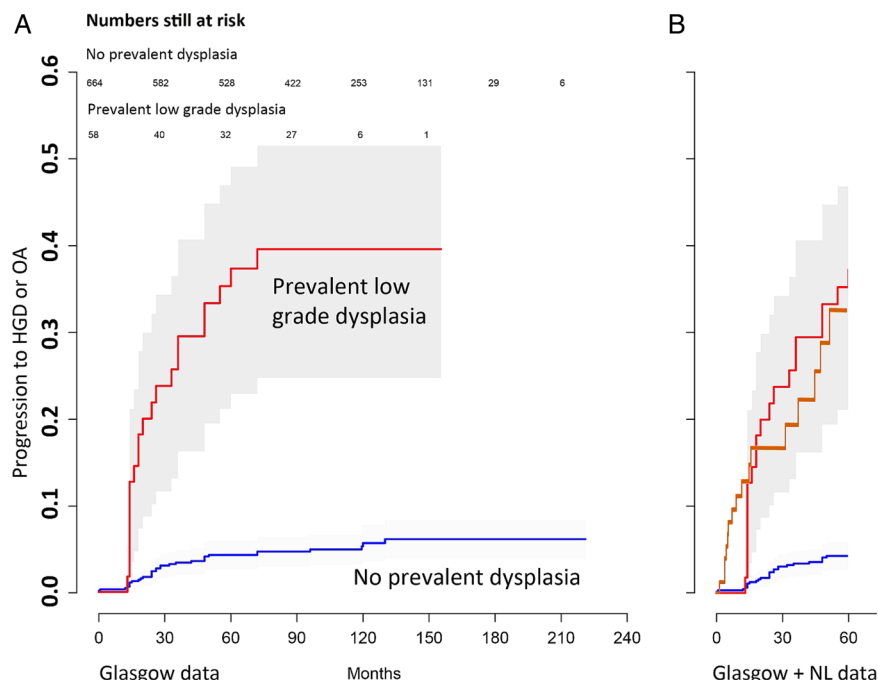 A
Numbers still at risk
No prevalent dysplasia
664 582 528 422 253 131 29 6
Prevalent low grade dysplasia
58 40 32 27 6 1
Progression to HGD or OA
0.6
0.5
0.4
0.3
0.2
0.1
0.0
Prevalent low
grade dysplasia
No prevalent dysplasia
0 30 60 90 120 150 180 210 240
Glasgow data
Months
B
0 30 60
Glasgow + NL data